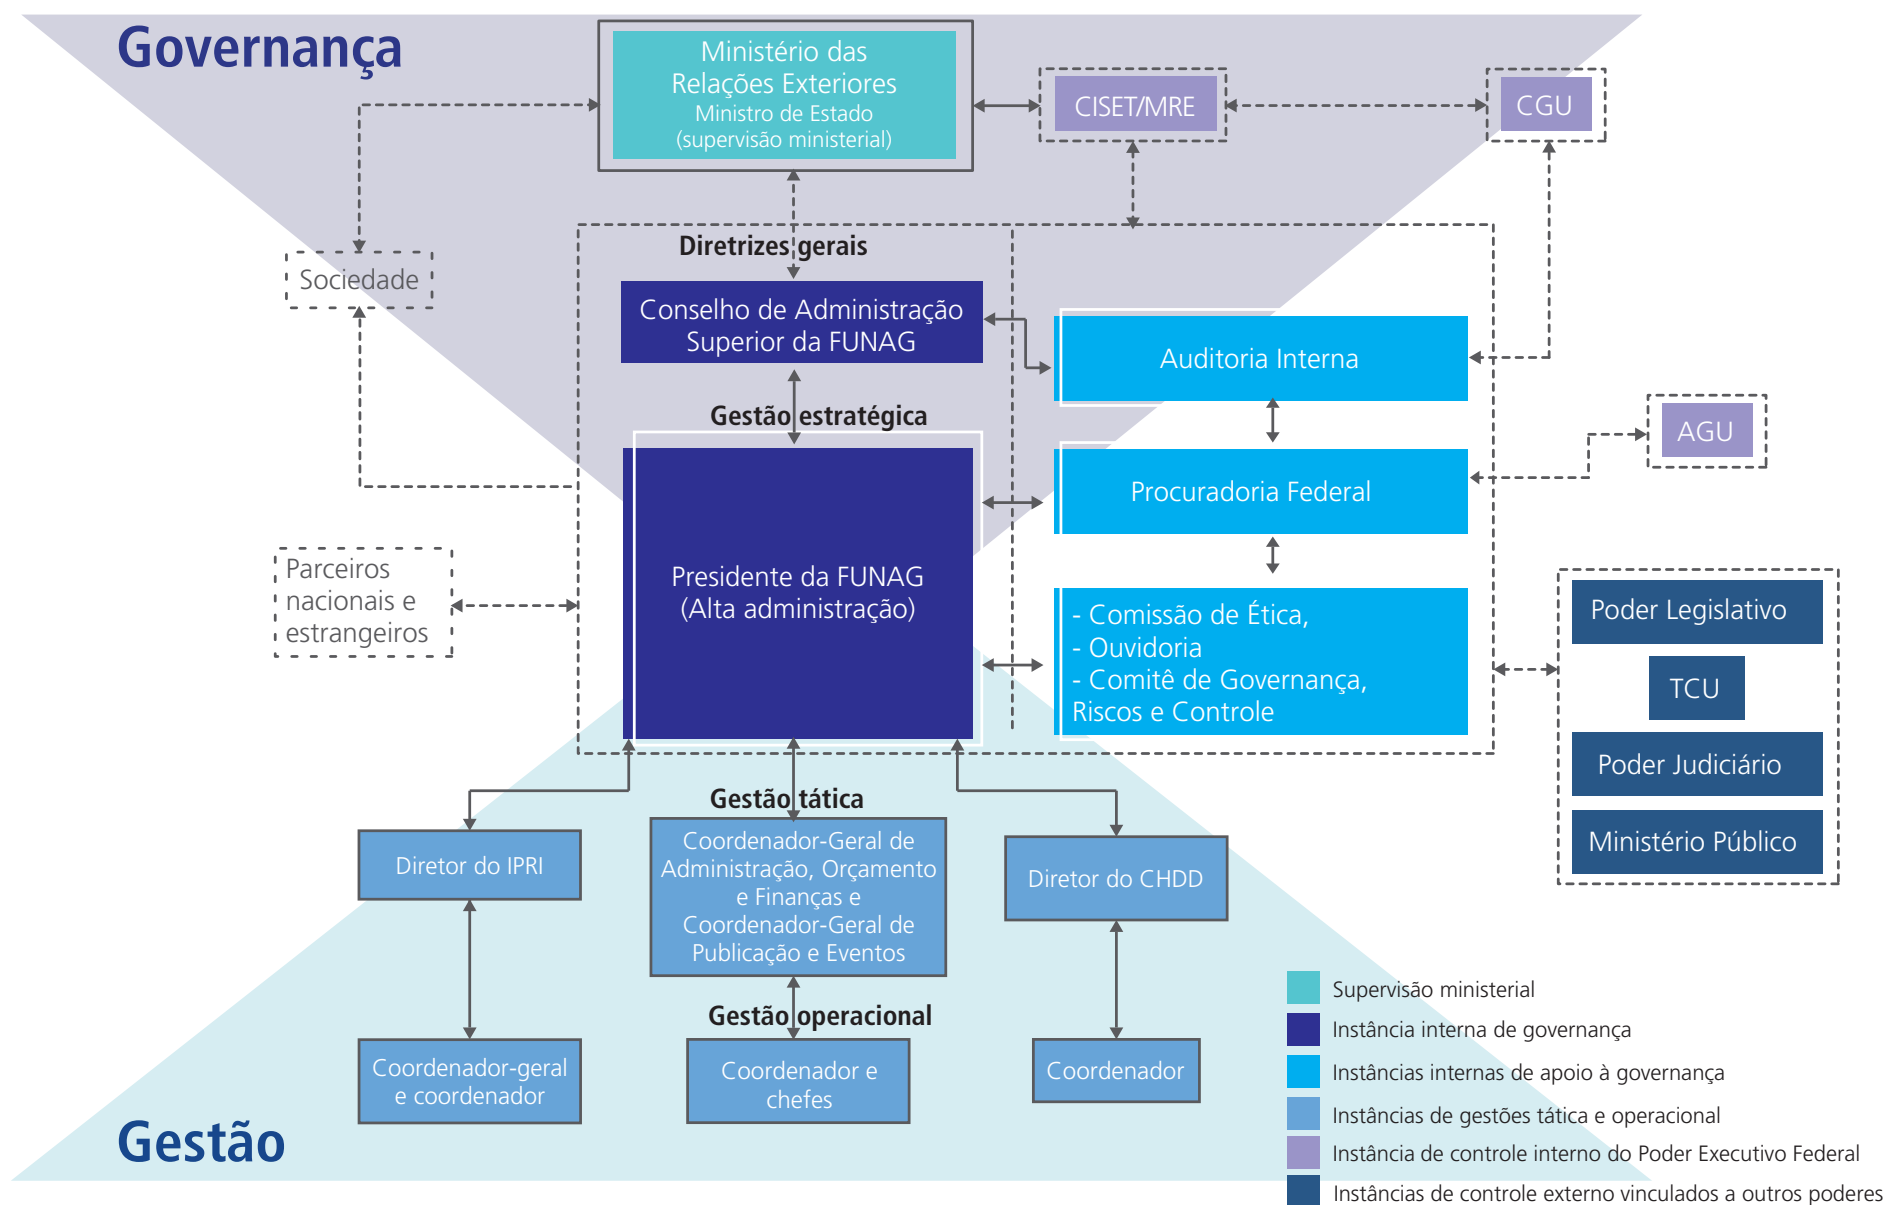 Governança
Ministério das
Relações Exteriores
Ministro de Estado
(supervisão ministerial)
CISET/MRE
CGU
Sociedade
Diretrizes gerais
Conselho de Administração
Superior da FUNAG
Auditoria Interna
Gestão estratégica
AGU
Procuradoria Federal
Parceiros
nacionais e
estrangeiros
Presidente da FUNAG
(Alta administração)
- Comissão de Ética,
- Ouvidoria
- Comitê de Governança,
Riscos e Controle
Poder Legislativo
TCU
Poder Judiciário
Ministério Público
Gestão tática
Diretor do IPRI
Coordenador-Geral de
Administração, Orçamento
e Finanças e
Coordenador-Geral de
Publicação e Eventos
Diretor do CHDD
Gestão operacional
Coordenador-geral
e coordenador
Coordenador e
chefes
Coordenador
Gestão
Supervisão ministerial
Instância interna de governança
Instâncias internas de apoio à governança
Instâncias de gestões tática e operacional
Instância de controle interno do Poder Executivo Federal
Instâncias de controle externo vinculados a outros poderes